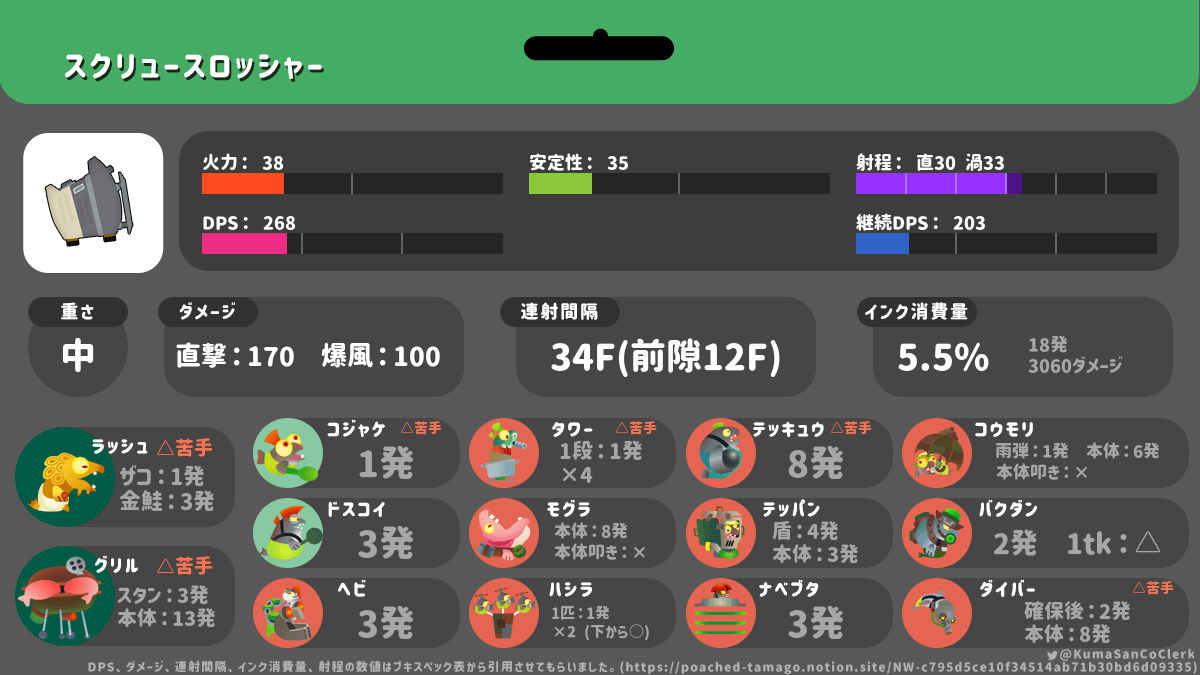 スクリュースロッシャー
火力： 38
安定性： 35
射程： 直30 渦33
DPS： 268
継続DPS： 203
重さ
中
ダメージ
直撃：170 爆風：100
連射間隔
34F(前隙12F)
インク消費量
5.5%
18発
3060ダメージ
ラッシュ △苦手
ザコ：1発
金鮭：3発
グリル △苦手
スタン：3発
本体：13発
コジャケ △苦手
1発
タワー △苦手
1段：1発
×4
テッキュウ △苦手
8発
コウモリ
雨弾：1発 本体：6発
本体叩き：×
ドスコイ
3発
モグラ
本体：8発
本体叩き：×
テッパン
盾：4発
本体：3発
バクダン
2発 1tk：△
ヘビ
3発
ハシラ
1匹：1発
×2 (下から○)
ナベブタ
3発
ダイバー △苦手
確保後：2発
本体：8発
@KumaSanCoClerk
DPS、ダメージ、連射間隔、インク消費量、射程の数値はブキスペック表から引用させてもらいました。(https://poached-tamago.notion.site/NW-c795d5ce10f34514ab71b30bd6d09335)